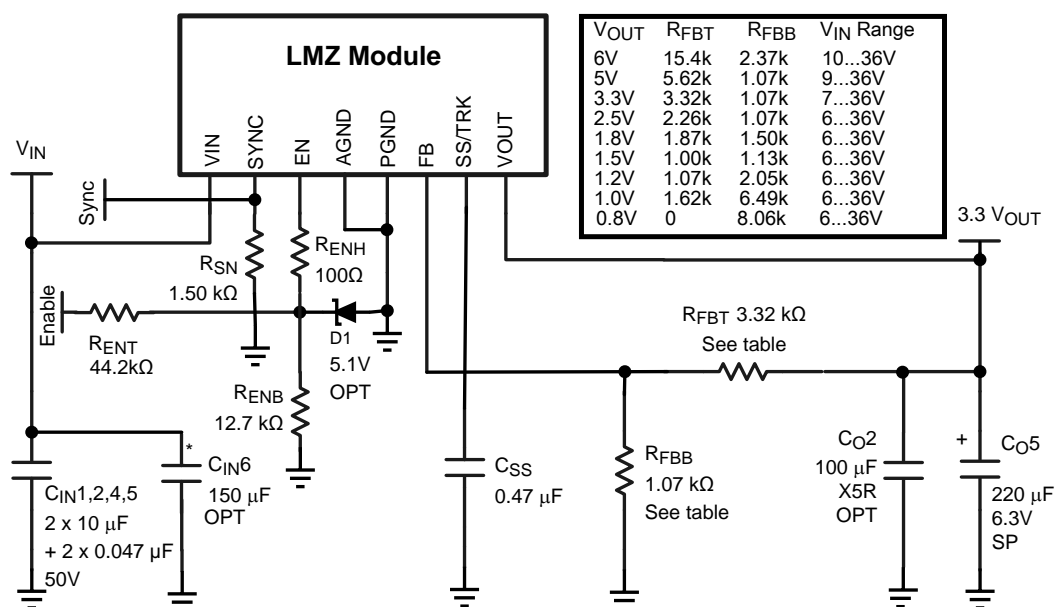 LMZ Module
VIN
SYNC
EN
AGND
PGND
FB
SS/TRK
VOUT
VOUT RFBT RFBB VIN Range
6V 15.4k 2.37k 10...36V
5V 5.62k 1.07k 9...36V
3.3V 3.32k 1.07k 7...36V
2.5V 2.26k 1.07k 6...36V
1.8V 1.87k 1.50k 6...36V
1.5V 1.00k 1.13k 6...36V
1.2V 1.07k 2.05k 6...36V
1.0V 1.62k 6.49k 6...36V
0.8V 0 8.06k 6...36V
VIN
Sync
3.3 VOUT
RSN
1.50 kΩ
RENH
100Ω
Enable
RENT
44.2kΩ
D1
5.1V
OPT
RENB
12.7 kΩ
RFBT 3.32 kΩ
See table
*
CIN6
150 µF
OPT
CIN1,2,4,5
2 x 10 µF
+ 2 x 0.047 µF
50V
CSS
0.47 µF
RFBB
1.07 kΩ
See table
CO2
100 µF
X5R
OPT
+
CO5
220 µF
6.3V
SP